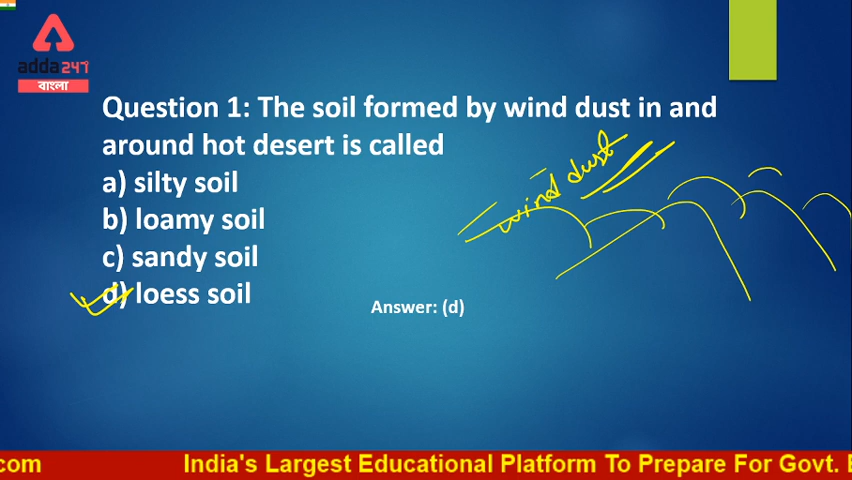 adda247
বাংলা
Question 1: The soil formed by wind dust in and
around hot desert is called
a) silty soil
b) loamy soil
c) sandy soil
d) loess soil
wind dust
Answer: (d)
com
India's Largest Educational Platform To Prepare For Govt. E